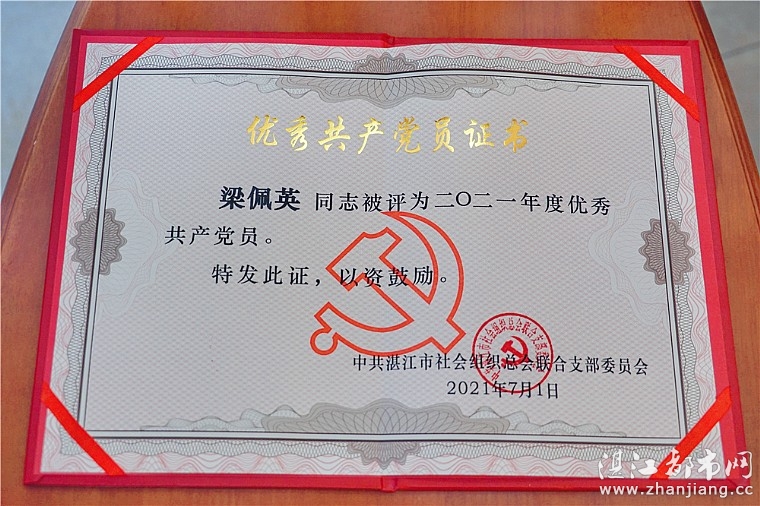 优秀共产党员证书
梁佩英 同志被评为二〇二一年度优秀
共产党员。
特发此证，以资鼓励。
中共湛江市社会组织总会联合支部委员会
2021年7月1日
湛江都市网
www.zhanjiang.cc